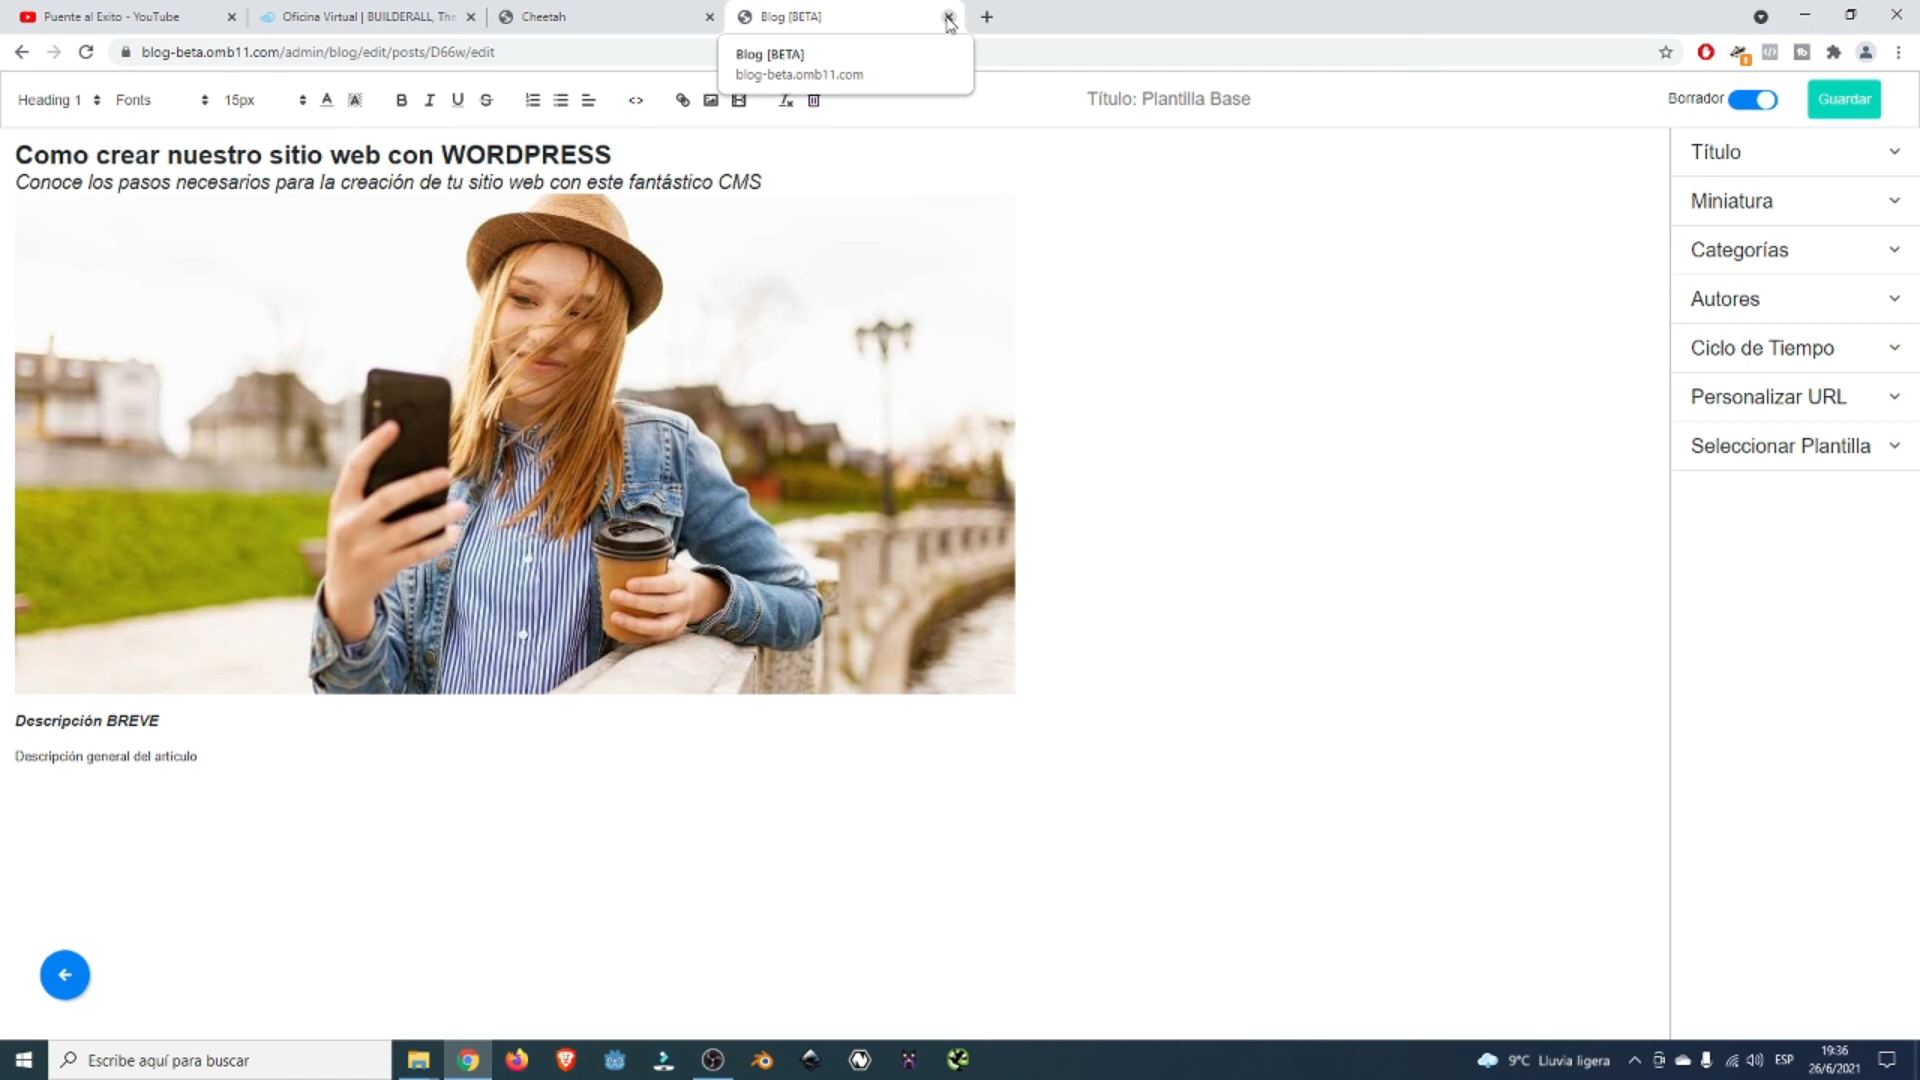 Puente al Exito - YouTube
Oficina Virtual | BUILDERALL, The
Cheetah
Blog [BETA]
blog-beta.omb11.com/admin/blog/edit/posts/D66w/edit
Blog [BETA]
blog-beta.omb11.com
Heading 1
Fonts
15px
Título: Plantilla Base
Borrador
Guardar
Como crear nuestro sitio web con WORDPRESS
Conoce los pasos necesarios para la creación de tu sitio web con este fantástico CMS
Descripción BREVE
Descripción general del artículo
Título
Miniatura
Categorías
Autores
Ciclo de Tiempo
Personalizar URL
Seleccionar Plantilla
Escribe aquí para buscar
9°C Lluvia ligera
ESP
19:36
26/6/2021